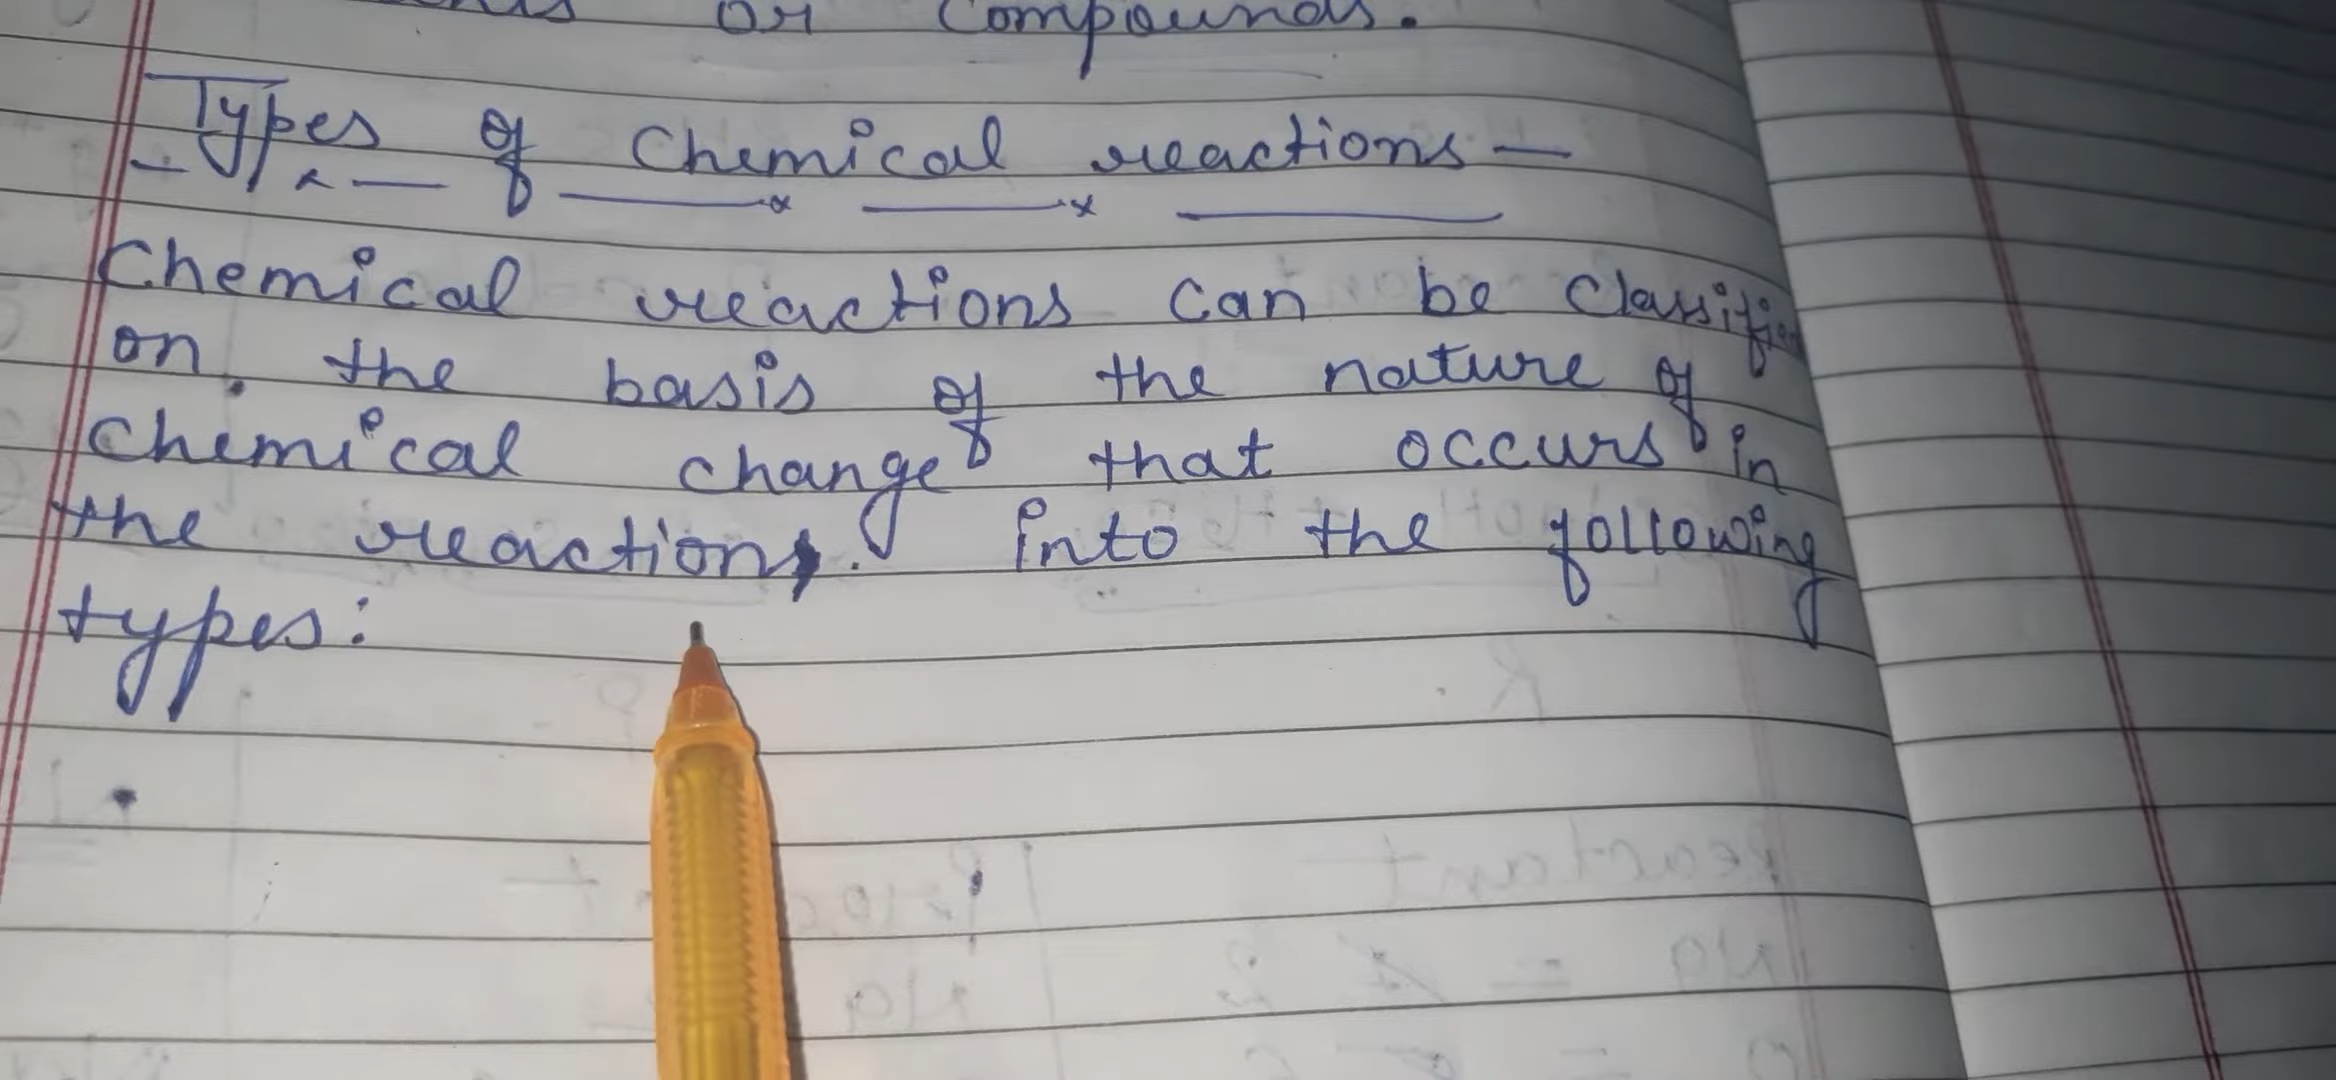 or Compounds.
Types of Chemical reactions —
Chemical reactions can be Classified
on the basis of the nature of
chemical change that occurs in
the reaction, into the following
types: